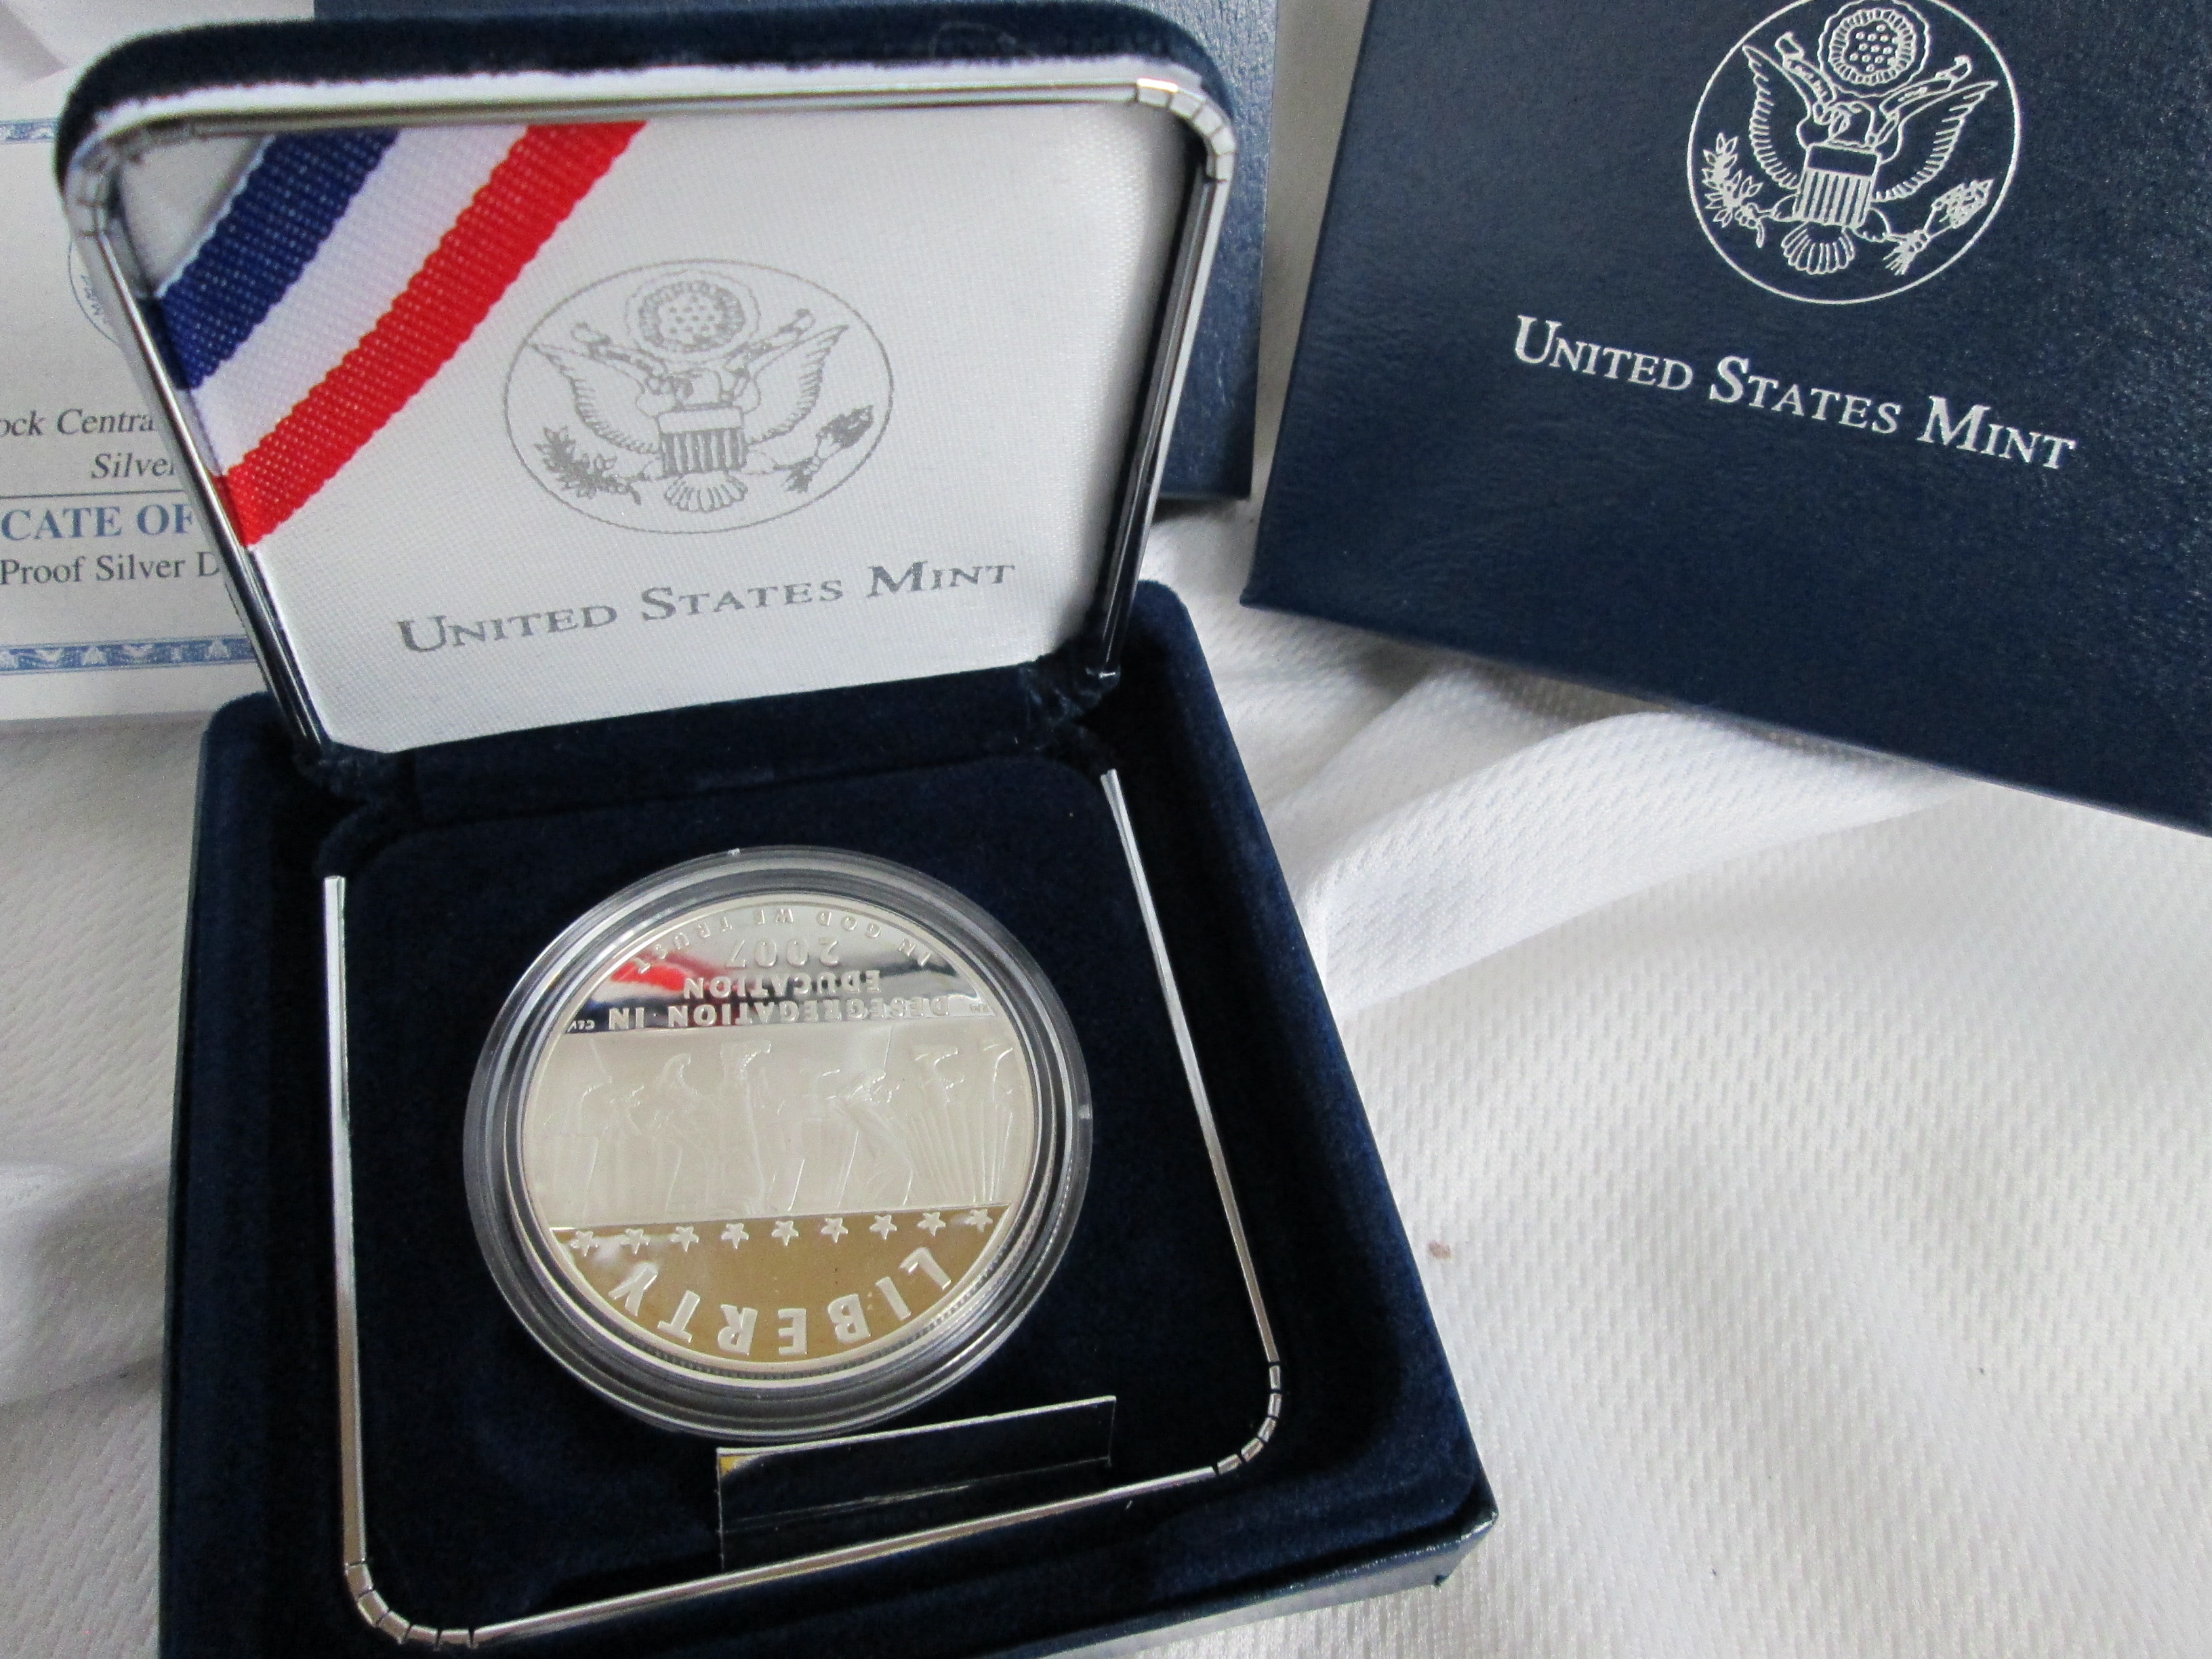 UNITED STATES MINT
UNITED STATES MINT
ock Centra
Silver
CATE OF
Proof Silver D
LIBERTY
DESEGREGATION IN
EDUCATION
2007
IN GOD WE TRUST